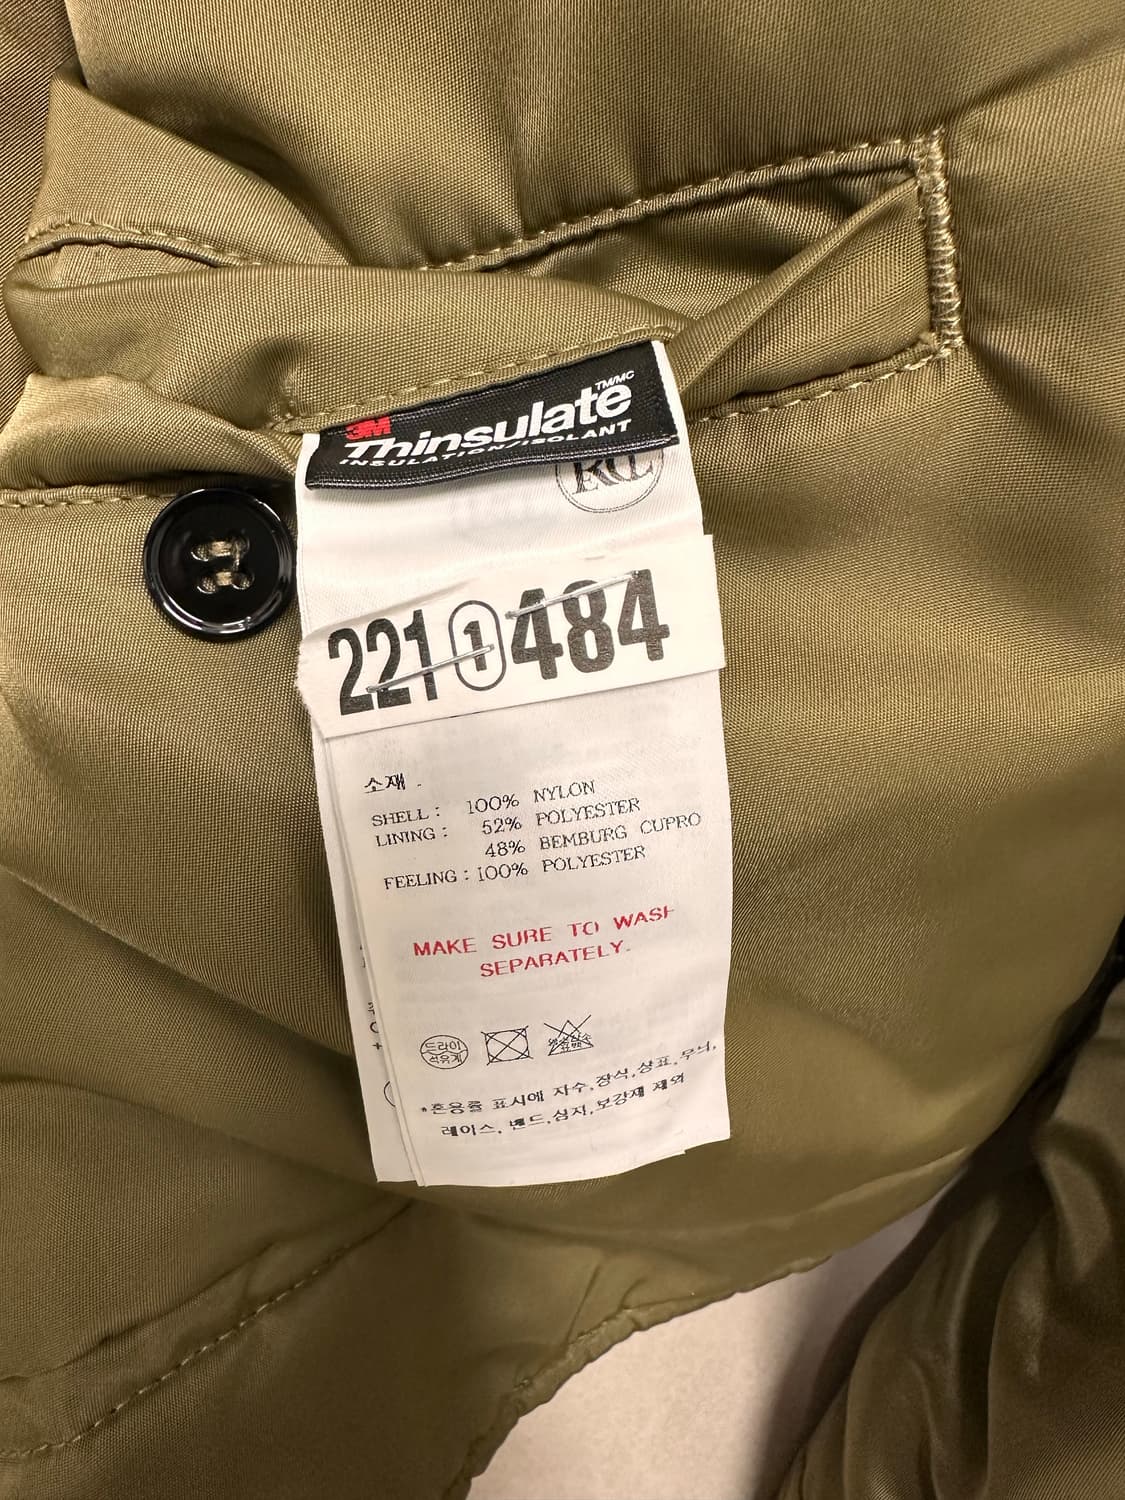 3M
Thinsulate TM/MC
INSULATION/ISOLANT
221 1 484
소재
SHELL : 100% NYLON
LINING : 52% POLYESTER
48% BEMBURG CUPRO
FEELING : 100% POLYESTER
MAKE SURE TO WASH
SEPARATELY.
드라이
석유계
표백
*혼용률 표시에 자수,장식,상표,무늬,
레이스, 밴드,심지,보강재 제외